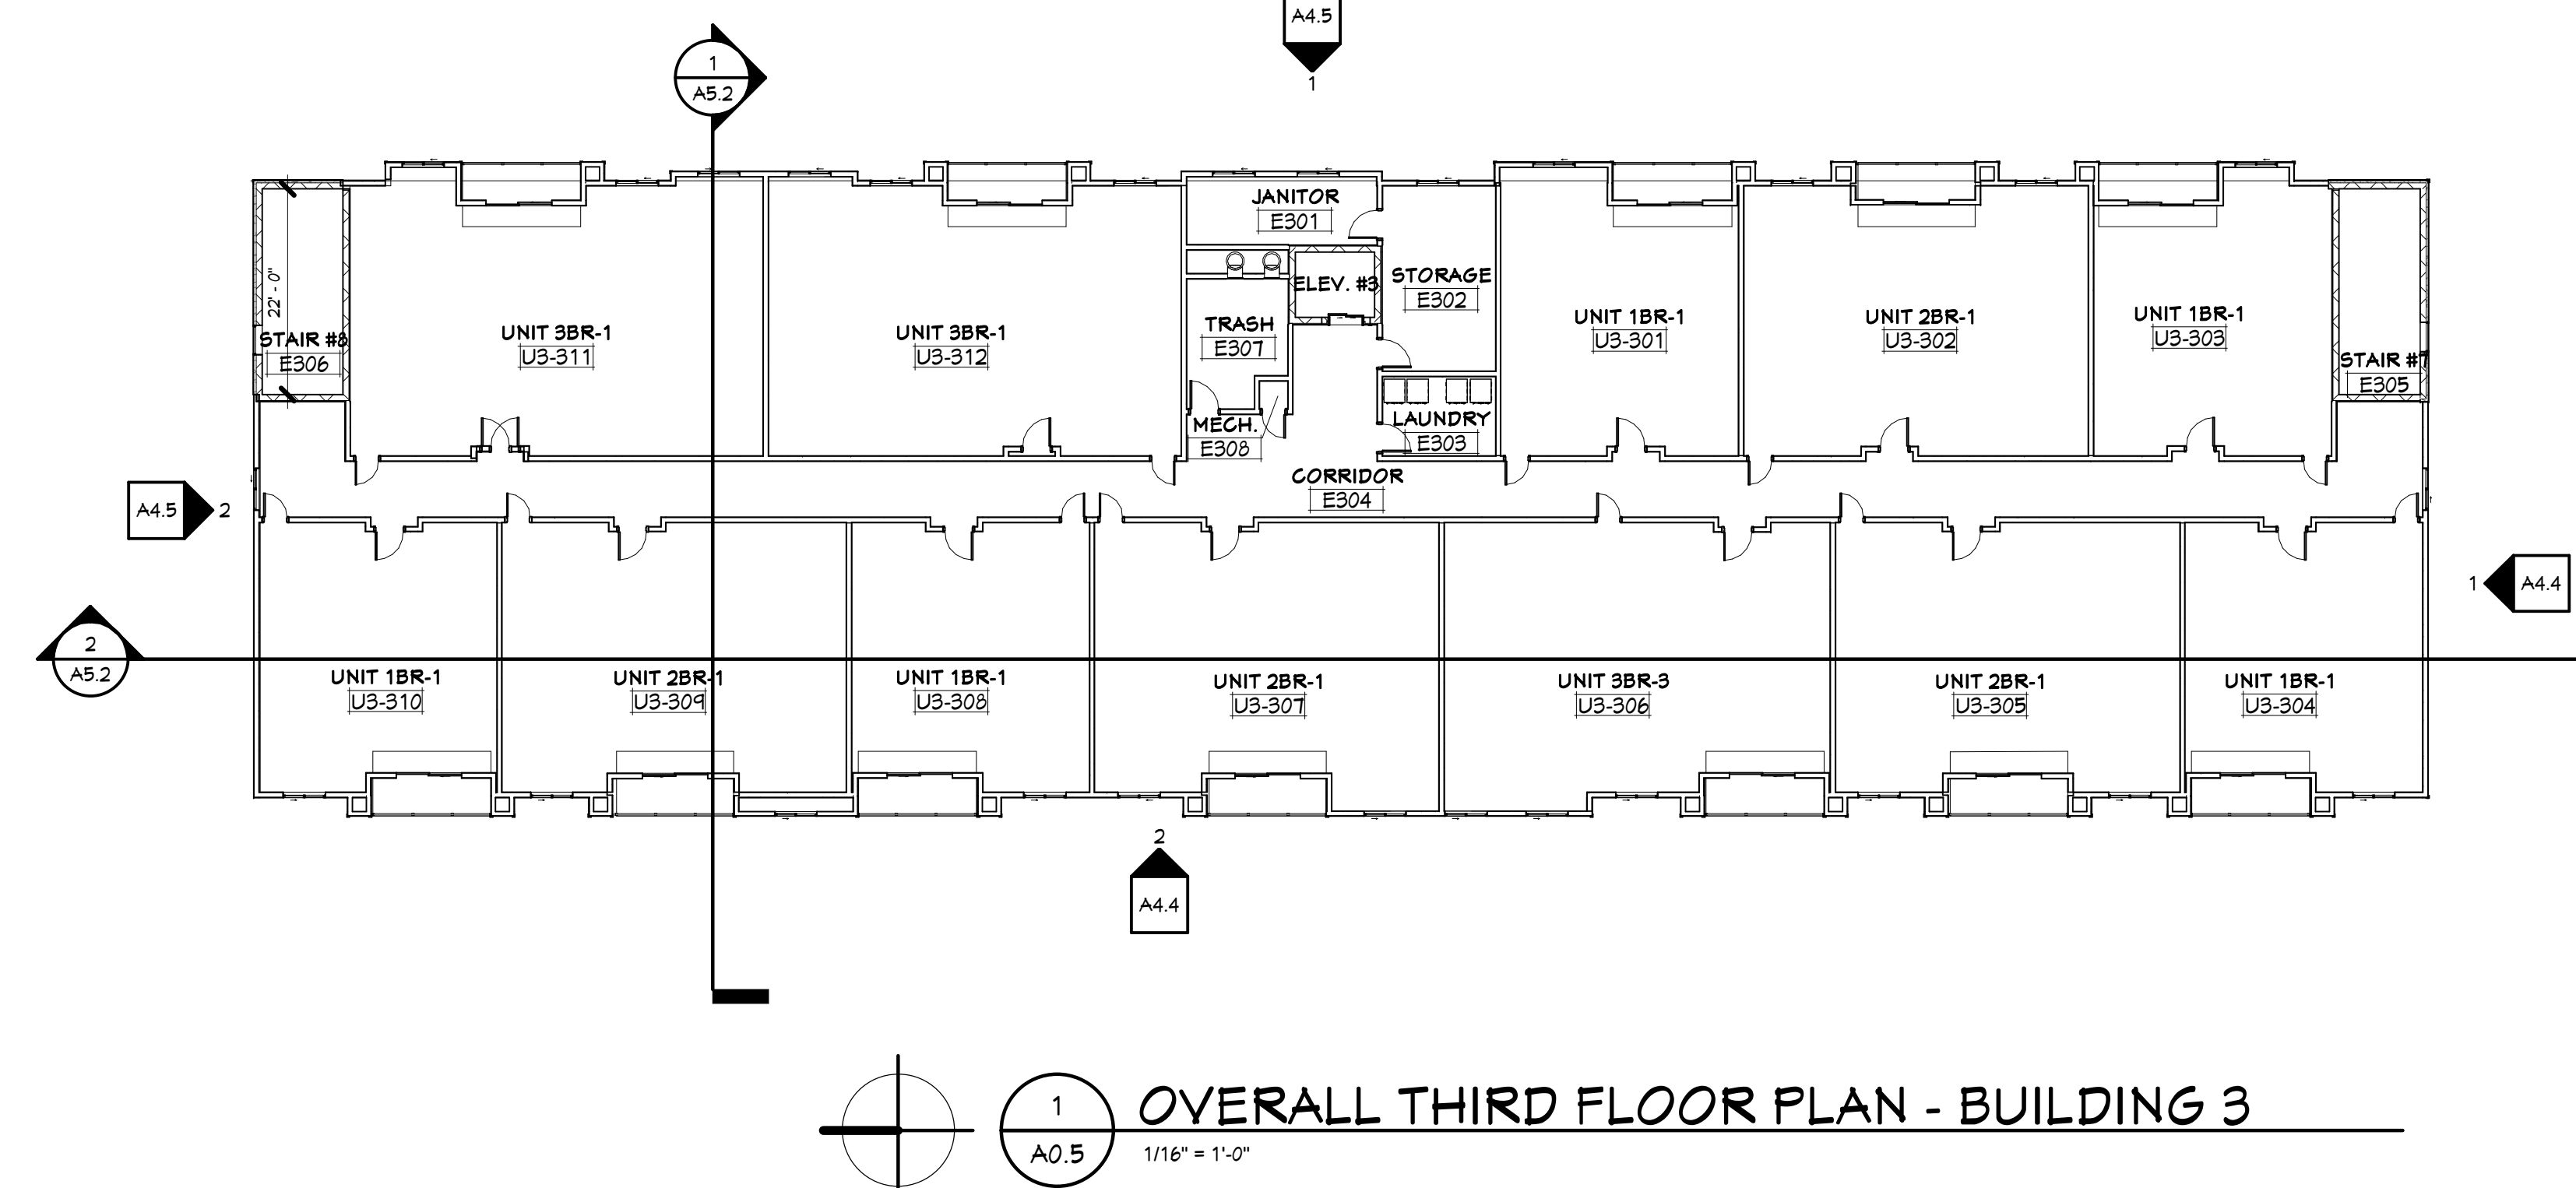 A4.5
1
1
A5.2
JANITOR
E301
ELEV. #3
STORAGE
E302
TRASH
E307
MECH.
E308
LAUNDRY
E303
CORRIDOR
E304
22' - 0"
STAIR #8
E306
UNIT 3BR-1
U3-311
UNIT 3BR-1
U3-312
UNIT 1BR-1
U3-301
UNIT 2BR-1
U3-302
UNIT 1BR-1
U3-303
STAIR #7
E305
A4.5
2
1
A4.4
2
A5.2
UNIT 1BR-1
U3-310
UNIT 2BR-1
U3-309
UNIT 1BR-1
U3-308
UNIT 2BR-1
U3-307
UNIT 3BR-3
U3-306
UNIT 2BR-1
U3-305
UNIT 1BR-1
U3-304
2
A4.4
1
A0.5
OVERALL THIRD FLOOR PLAN - BUILDING 3
1/16" = 1'-0"